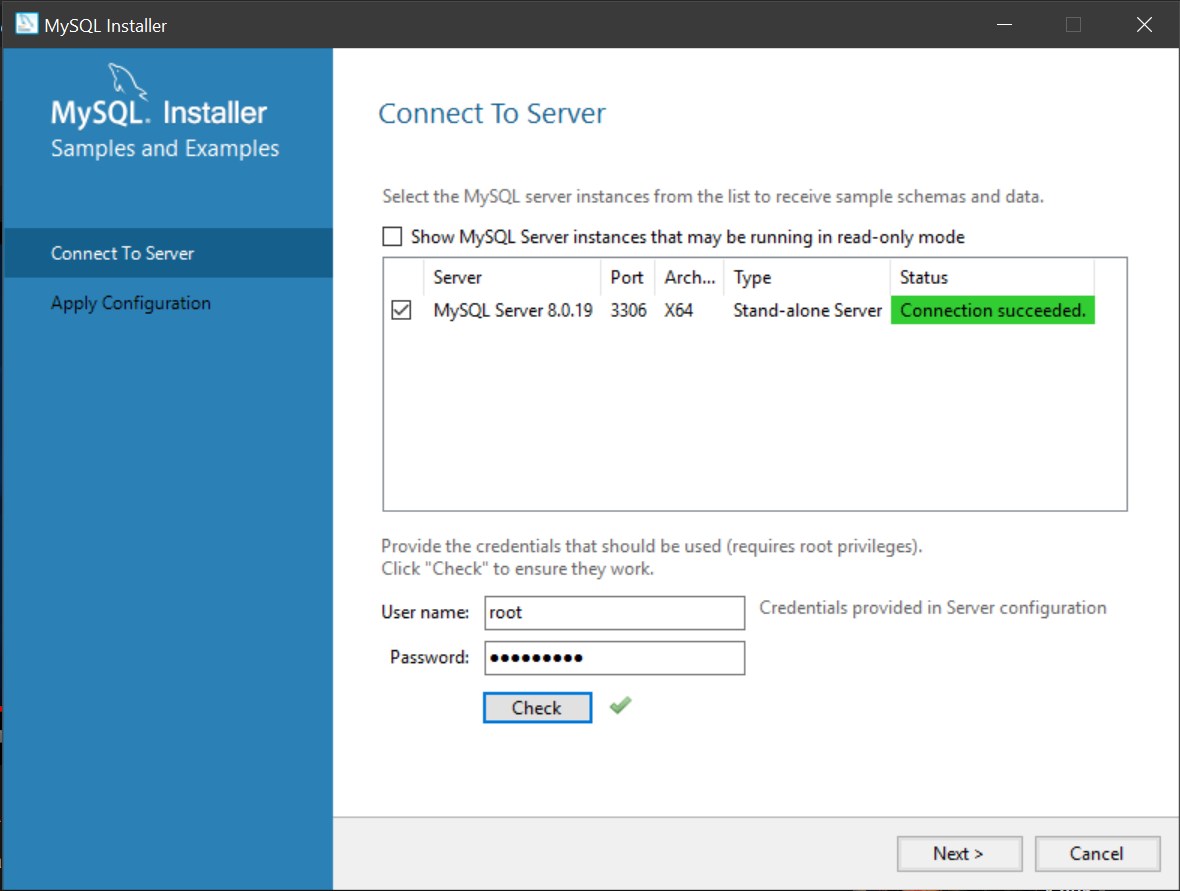 MySQL Installer
MySQL. Installer
Samples and Examples
Connect To Server
Apply Configuration
Connect To Server
Select the MySQL server instances from the list to receive sample schemas and data.
Show MySQL Server instances that may be running in read-only mode
Server Port Arch... Type Status
MySQL Server 8.0.19 3306 X64 Stand-alone Server Connection succeeded.
Provide the credentials that should be used (requires root privileges).
Click "Check" to ensure they work.
User name: root Credentials provided in Server configuration
Password: ●●●●●●●●●
Check
Next > Cancel